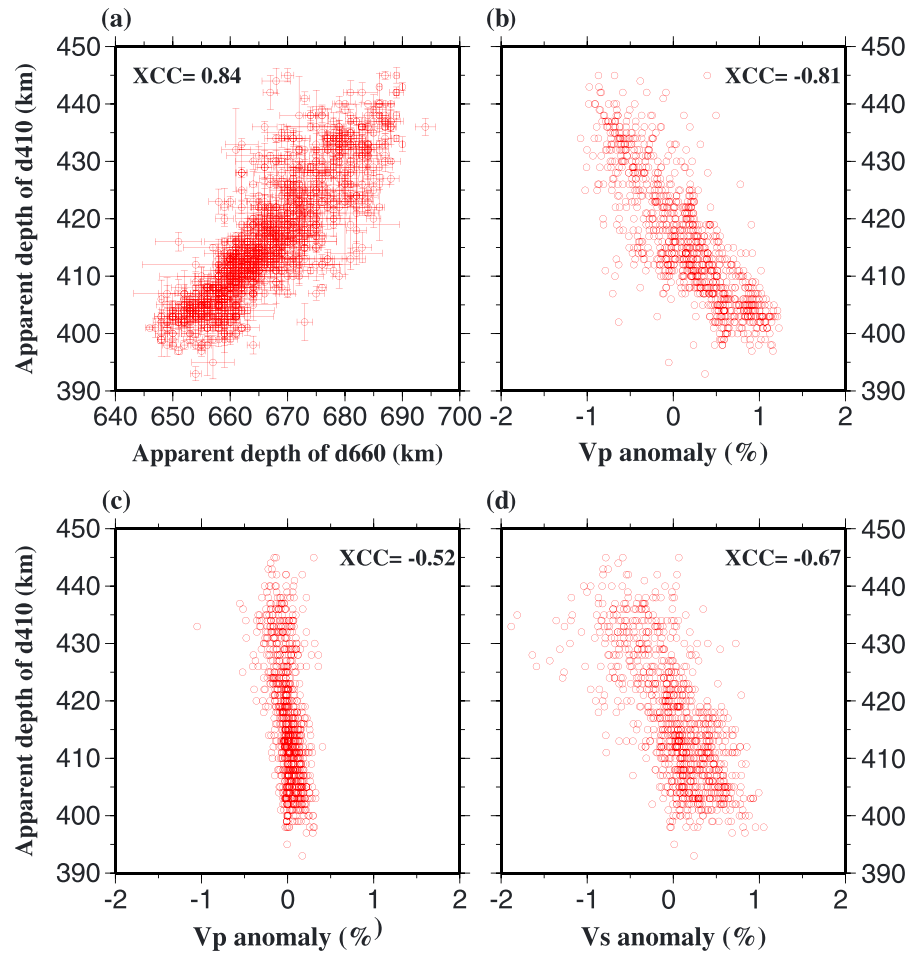 (a)
450
440
430
420
410
400
390
Apparent depth of d410 (km)
XCC= 0.84
640 650 660 670 680 690 700
Apparent depth of d660 (km)
(b)
XCC= -0.81
450
440
430
420
410
400
390
-2 -1 0 1 2
Vp anomaly (%)
(c)
450
440
430
420
410
400
390
Apparent depth of d410 (km)
XCC= -0.52
-2 -1 0 1 2
Vp anomaly (%)
(d)
XCC= -0.67
450
440
430
420
410
400
390
-2 -1 0 1 2
Vs anomaly (%)